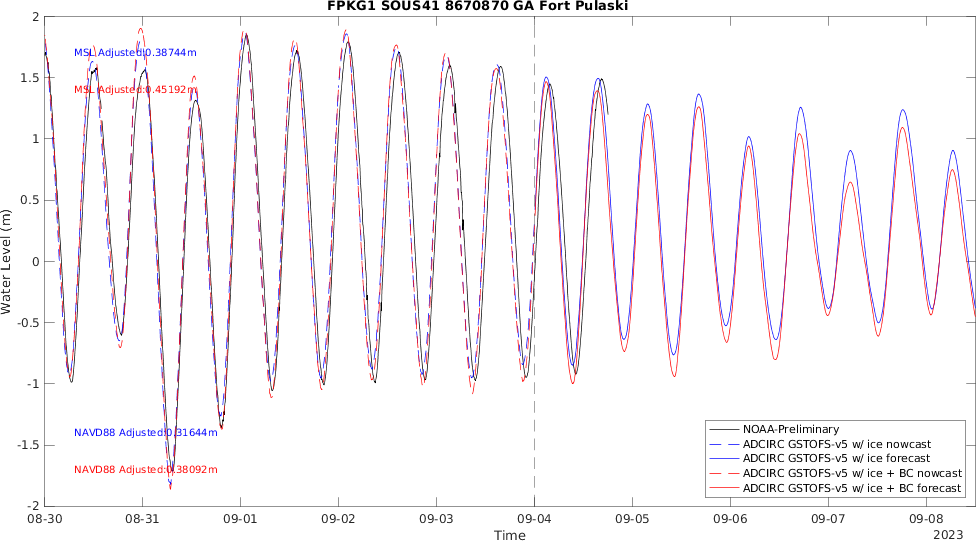 FPKG1 SOUS41 8670870 GA Fort Pulaski
2
1.5
1
0.5
0
-0.5
-1
-1.5
-2
Water Level (m)
MSL Adjusted:0.38744m
MSL Adjusted:0.45192m
NAVD88 Adjusted:0.31644m
NAVD88 Adjusted:0.38092m
NOAA-Preliminary
ADCIRC GSTOFS-v5 w/ ice nowcast
ADCIRC GSTOFS-v5 w/ ice forecast
ADCIRC GSTOFS-v5 w/ ice + BC nowcast
ADCIRC GSTOFS-v5 w/ ice + BC forecast
08-30 08-31 09-01 09-02 09-03 09-04 09-05 09-06 09-07 09-08
Time
2023